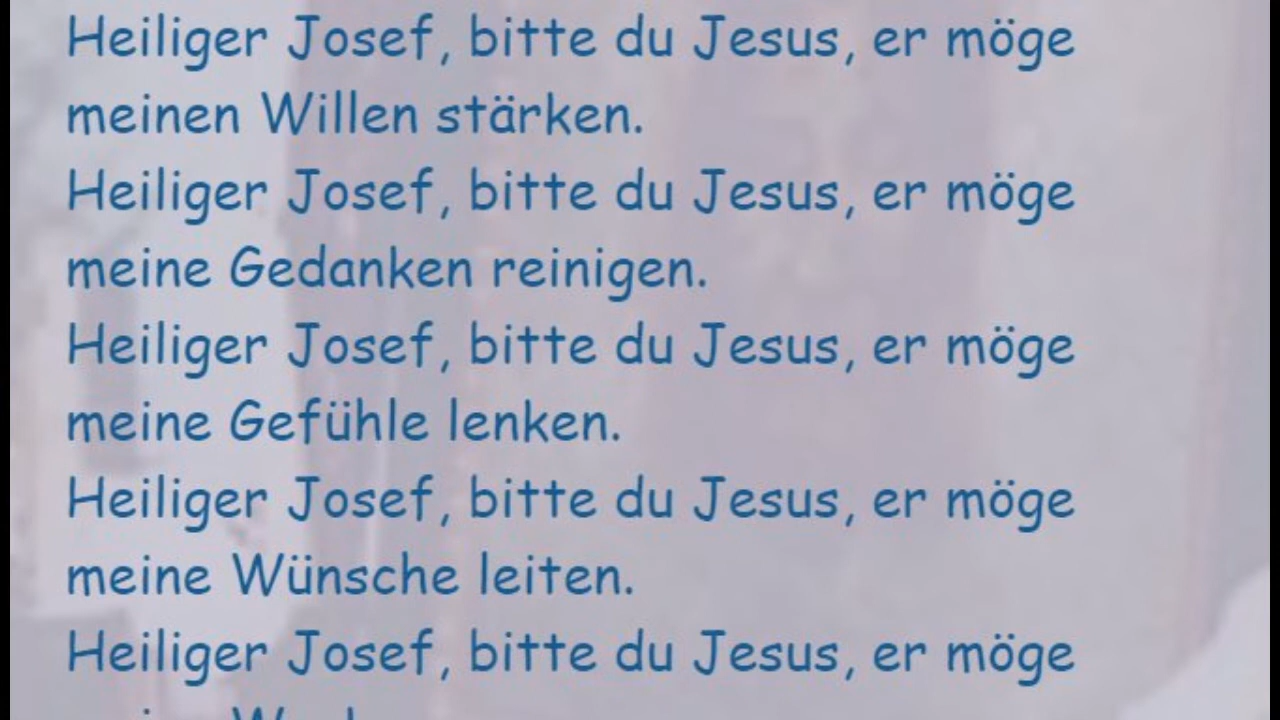 Heiliger Josef, bitte du Jesus, er möge
meinen Willen stärken.
Heiliger Josef, bitte du Jesus, er möge
meine Gedanken reinigen.
Heiliger Josef, bitte du Jesus, er möge
meine Gefühle lenken.
Heiliger Josef, bitte du Jesus, er möge
meine Wünsche leiten.
Heiliger Josef, bitte du Jesus, er möge